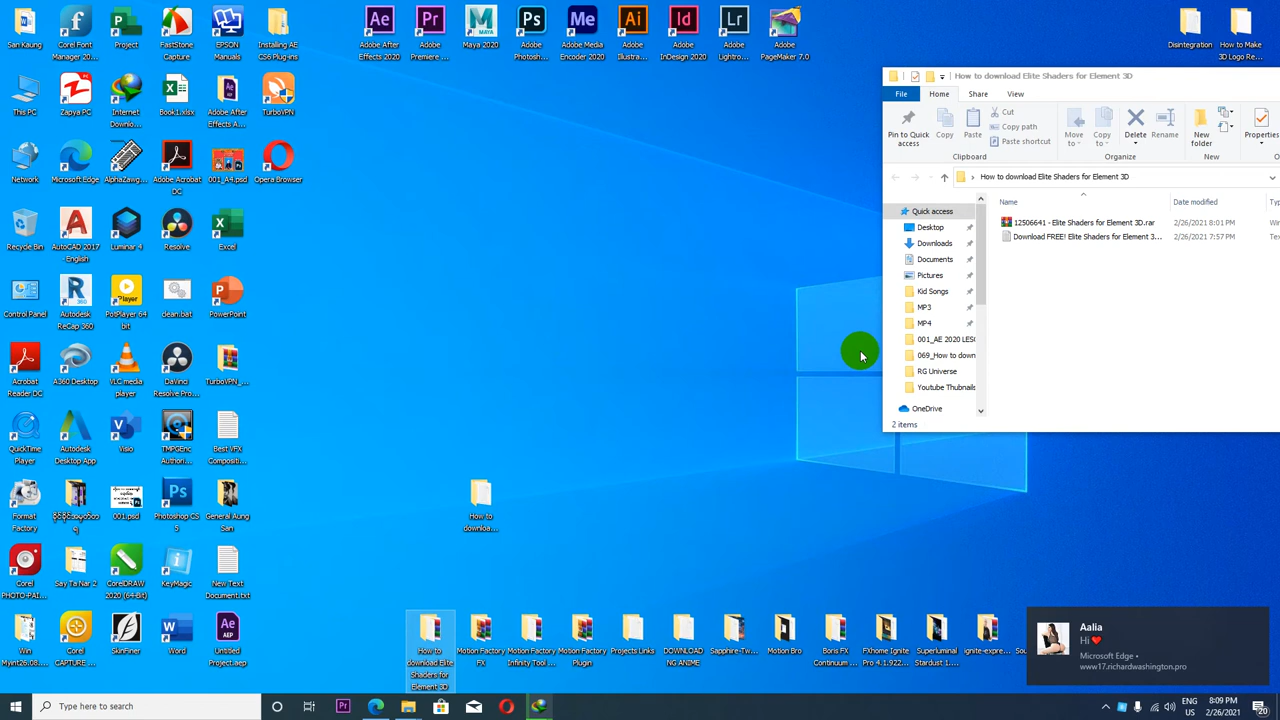 San Kaung
Corel Font
Manager 20...
Project
FastStone
Capture
EPSON
Manuals
Installing AE
CS6 Plug-ins
Adobe After
Effects 2020
Adobe
Premiere ...
Maya 2020
Adobe
Photosh...
Adobe Media
Encoder 2020
Adobe
Illustra...
Adobe
InDesign 2020
Adobe
Lightro...
Adobe
PageMaker 7.0
Disintegration
How to Make
3D Logo Re...
This PC
Zapya PC
Internet
Downlo...
Book1.xlsx
Adobe After
Effects A...
TurboVPN
Network
Microsoft Edge
AlphaZawg...
Adobe Acrobat
DC
001_A4.psd
Opera Browser
Recycle Bin
AutoCAD 2017
- English
Luminar 4
Resolve
Excel
Control Panel
Autodesk
ReCap 360
PotPlayer 64
bit
clean.bat
PowerPoint
Acrobat
Reader DC
A360 Desktop
VLC media
player
DaVinci
Resolve Pro...
TurboVPN_...
QuickTime
Player
Autodesk
Desktop App
Visio
TMPGEnc
Authori...
Best VFX
Compositi...
Format
Factory
001.psd
Photoshop CS
5
General Aung
San
How to
downloa...
Corel
PHOTO-PAI...
Say Ta Nar 2
CorelDRAW
2020 (64-Bit)
KeyMagic
New Text
Document.txt
Win
Myint26:08...
Corel
CAPTURE ...
SkinFiner
Word
Untitled
Project.aep
How to
download Elite
Shaders for
Element 3D
Motion Factory
FX
Motion Factory
Infinity Tool ...
Motion Factory
Plugin
Projects Links
DOWNLOAD
NG ANIME
Sapphire-Tw...
Motion Bro
Boris FX
Continuum ...
FXhome Ignite
Pro 4.1.922...
Superluminal
Stardust 1....
ignite-expre...
How to download Elite Shaders for Element 3D
File
Home
Share
View
Pin to Quick
access
Copy
Paste
Cut
Copy path
Paste shortcut
Move
to
Copy
to
Delete
Rename
New
folder
Properties
Clipboard
Organize
New
How to download Elite Shaders for Element 3D
Name
Date modified
Quick access
Desktop
Downloads
Documents
Pictures
Kid Songs
MP3
MP4
001_AE 2020 LESO
069_How to down
RG Universe
Youtube Thubnails
OneDrive
12506641 - Elite Shaders for Element 3D.rar
2/26/2021 8:01 PM
Download FREE! Elite Shaders for Element 3...
2/26/2021 7:57 PM
2 items
Aalia
Hi ❤
Microsoft Edge •
www17.richardwashington.pro
Type here to search
ENG
US
8:09 PM
2/26/2021
20